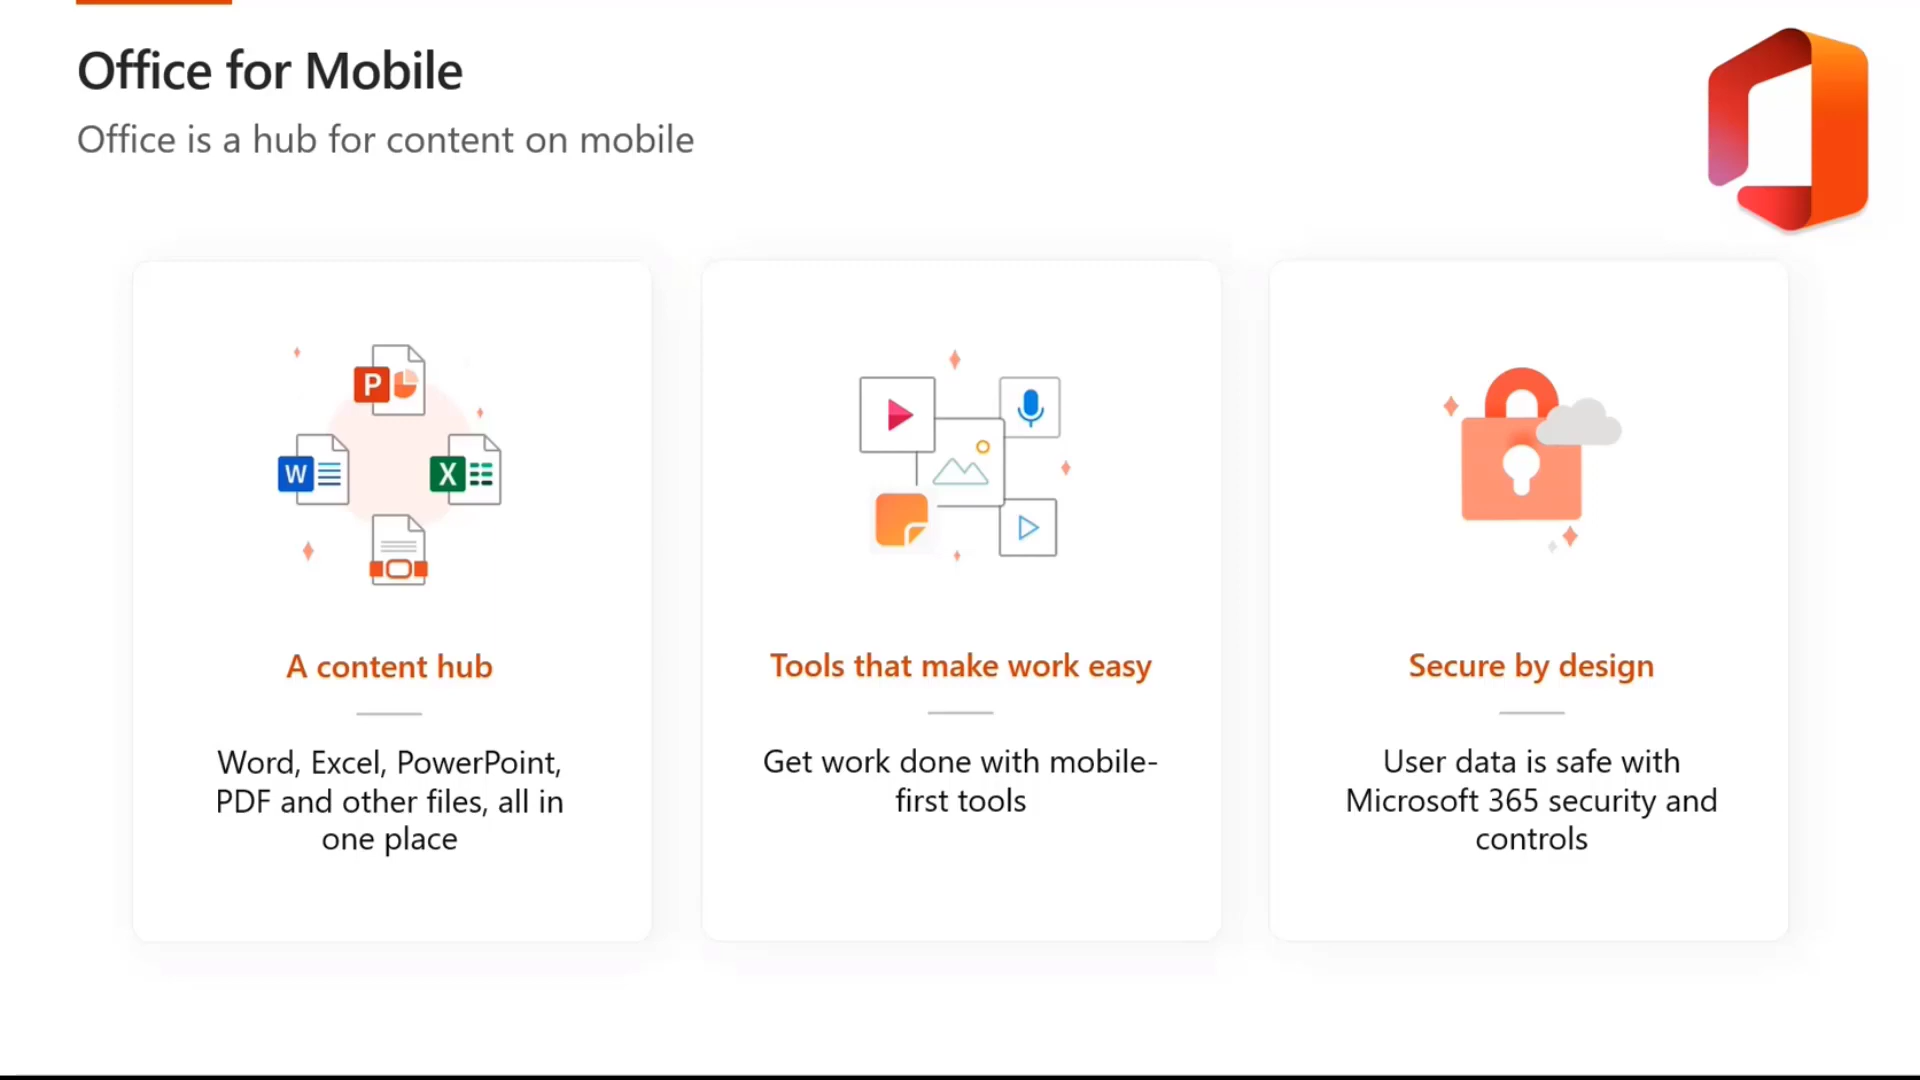 Office for Mobile
Office is a hub for content on mobile
P
W
X
A content hub
Word, Excel, PowerPoint,
PDF and other files, all in
one place
Tools that make work easy
Get work done with mobile-
first tools
Secure by design
User data is safe with
Microsoft 365 security and
controls